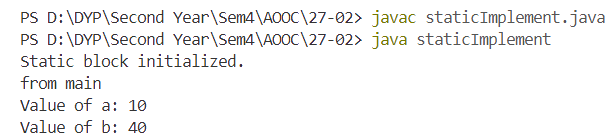 PS D:\DYP\Second Year\Sem4\AOOC\27-02> javac staticImplement.java
PS D:\DYP\Second Year\Sem4\AOOC\27-02> java staticImplement
Static block initialized.
from main
Value of a: 10
Value of b: 40